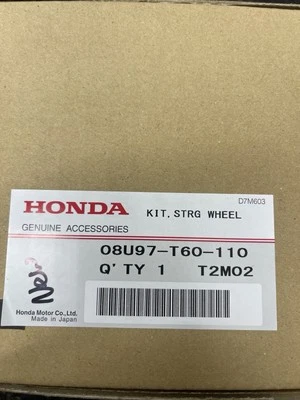 D7M603
HONDA KIT, STRG WHEEL
GENUINE ACCESSORIES
08U97-T60-110
Q'TY 1 T2M02
Honda Motor Co.,Ltd.
Made in Japan